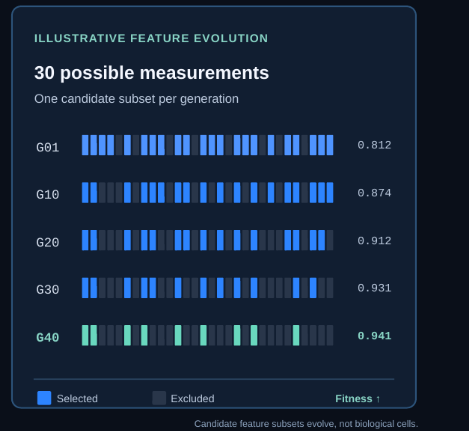 ILLUSTRATIVE FEATURE EVOLUTION
30 possible measurements
One candidate subset per generation
G01 0.812
G10 0.874
G20 0.912
G30 0.931
G40 0.941
Selected Excluded Fitness ↑
Candidate feature subsets evolve, not biological cells.